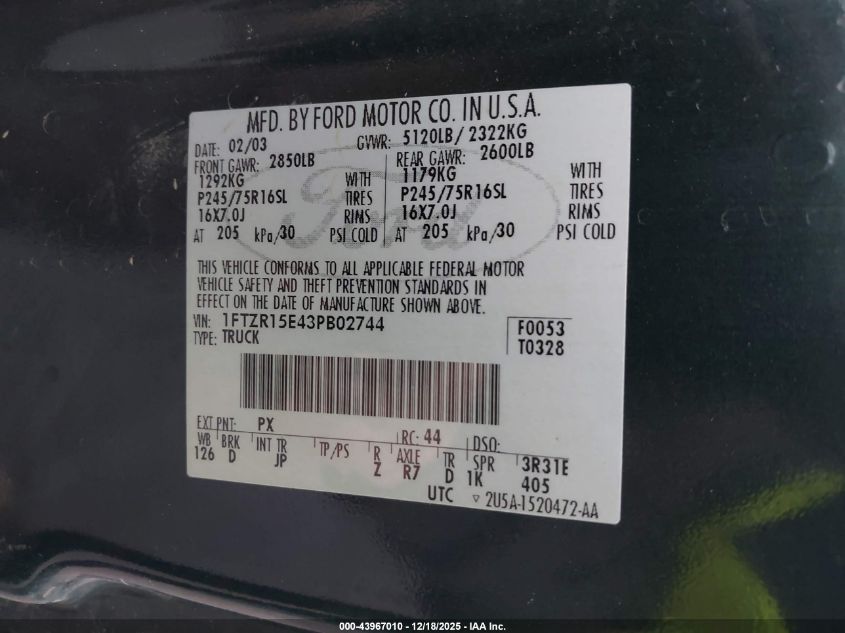 MFD. BY FORD MOTOR CO. IN U.S.A.
DATE: 02/03 GVWR: 5120LB/ 2322KG
FRONT GAWR: 2850LB REAR GAWR: 2600LB
1292KG WITH 1179KG WITH
P245/75R16SL TIRES P245/75R16SL TIRES
16X7.0J RIMS 16X7.0J RIMS
AT 205 kPa/30 PSI COLD AT 205 kPa/30 PSI COLD
Ford
THIS VEHICLE CONFORMS TO ALL APPLICABLE FEDERAL MOTOR
VEHICLE SAFETY AND THEFT PREVENTION STANDARDS IN
EFFECT ON THE DATE OF MANUFACTURE SHOWN ABOVE.
VIN: 1FTZR15E43PB02744 F0053
TYPE: TRUCK T0328
EXT PNT: PX RC: 44 DSO:
WB BRK INT TR TP/PS R AXLE TR SPR 3R31E
126 D JP Z R7 D 1K 405
UTC ▿ 2U5A-1520472-AA
000-43967010 - 12/18/2025 - IAA Inc.